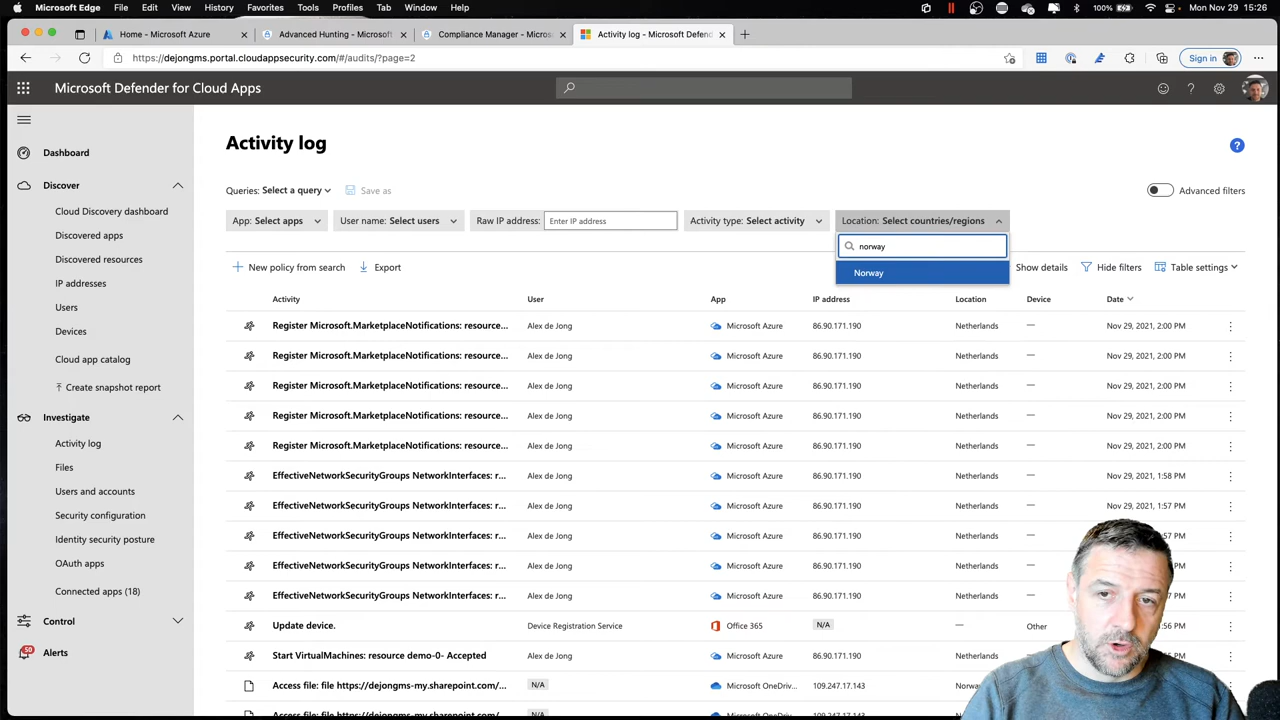 Microsoft Edge File Edit View History Favorites Tools Profiles Tab Window Help 100% Mon Nov 29 15:26
Home - Microsoft Azure Advanced Hunting - Microsoft Compliance Manager - Micros Activity log - Microsoft Defend
https://dejongms.portal.cloudappsecurity.com/#/audits/?page=2 Sign in
Microsoft Defender for Cloud Apps
Dashboard
Discover
Cloud Discovery dashboard
Discovered apps
Discovered resources
IP addresses
Users
Devices
Cloud app catalog
Create snapshot report
Investigate
Activity log
Files
Users and accounts
Security configuration
Identity security posture
OAuth apps
Connected apps (18)
Control
50
Alerts
Activity log
Queries: Select a query Save as Advanced filters
App: Select apps User name: Select users Raw IP address: Enter IP address Activity type: Select activity Location: Select countries/regions
norway
Norway
New policy from search Export Show details Hide filters Table settings
Activity User App IP address Location Device Date
Register Microsoft.MarketplaceNotifications: resource... Alex de Jong Microsoft Azure 86.90.171.190 Netherlands — Nov 29, 2021, 2:00 PM
Register Microsoft.MarketplaceNotifications: resource... Alex de Jong Microsoft Azure 86.90.171.190 Netherlands — Nov 29, 2021, 2:00 PM
Register Microsoft.MarketplaceNotifications: resource... Alex de Jong Microsoft Azure 86.90.171.190 Netherlands — Nov 29, 2021, 2:00 PM
Register Microsoft.MarketplaceNotifications: resource... Alex de Jong Microsoft Azure 86.90.171.190 Netherlands — Nov 29, 2021, 2:00 PM
Register Microsoft.MarketplaceNotifications: resource... Alex de Jong Microsoft Azure 86.90.171.190 Netherlands — Nov 29, 2021, 2:00 PM
EffectiveNetworkSecurityGroups NetworkInterfaces: r... Alex de Jong Microsoft Azure 86.90.171.190 Netherlands — Nov 29, 2021, 1:58 PM
EffectiveNetworkSecurityGroups NetworkInterfaces: r... Alex de Jong Microsoft Azure 86.90.171.190 Netherlands — Nov 29, 2021, 1:57 PM
EffectiveNetworkSecurityGroups NetworkInterfaces: r... Alex de Jong Microsoft Azure 86.90.171.190 Netherlands — :57 PM
EffectiveNetworkSecurityGroups NetworkInterfaces: r... Alex de Jong Microsoft Azure 86.90.171.190 Netherlands — PM
EffectiveNetworkSecurityGroups NetworkInterfaces: r... Alex de Jong Microsoft Azure 86.90.171.190 Netherlands — PM
Update device. Device Registration Service Office 365 N/A — Other :56 PM
Start VirtualMachines: resource demo-0- Accepted Alex de Jong Microsoft Azure 86.90.171.190 Netherlands — PM
Access file: file https://dejongms-my.sharepoint.com/... N/A Microsoft OneDriv... 109.247.17.143 Norwa